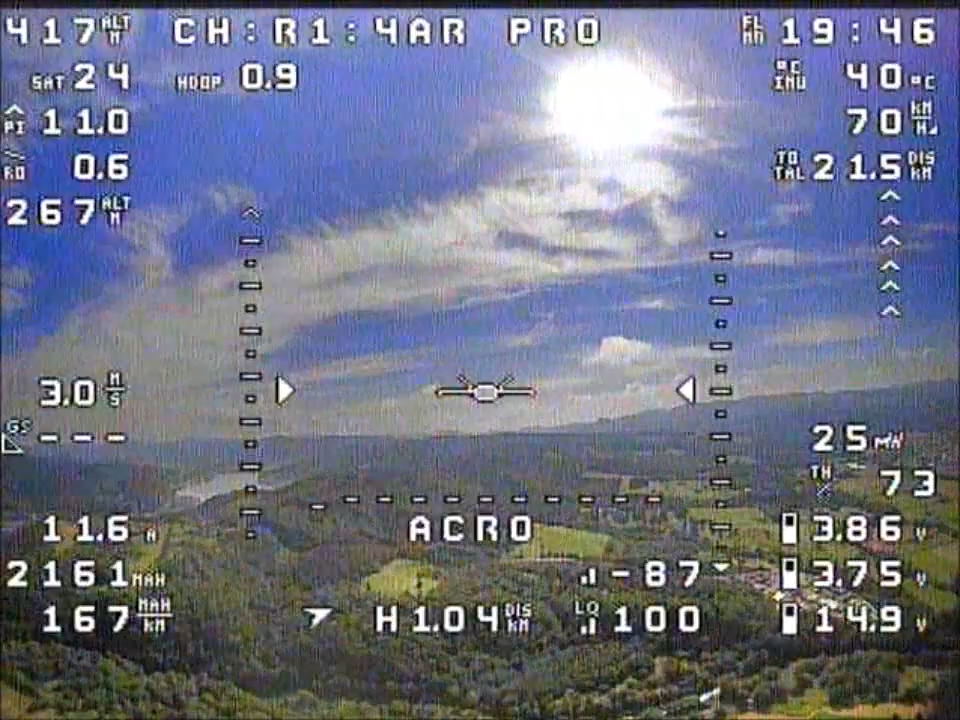 417 ALT M CH:R1:4AR PRO FL MN 19:46
SAT 24 HDOP 0.9 °C IMU 40 °C
PI 11.0 70 KM H
RO 0.6 TO TAL 21.5 DIS KM
267 ALT M
3.0 M S
GS - - -
25 MW
TH % 73
11.6 A ACRO 3.86 V
2161 MAH -87 3.75 V
167 MAH KM H1.04 DIS KM LQ 100 14.9 V